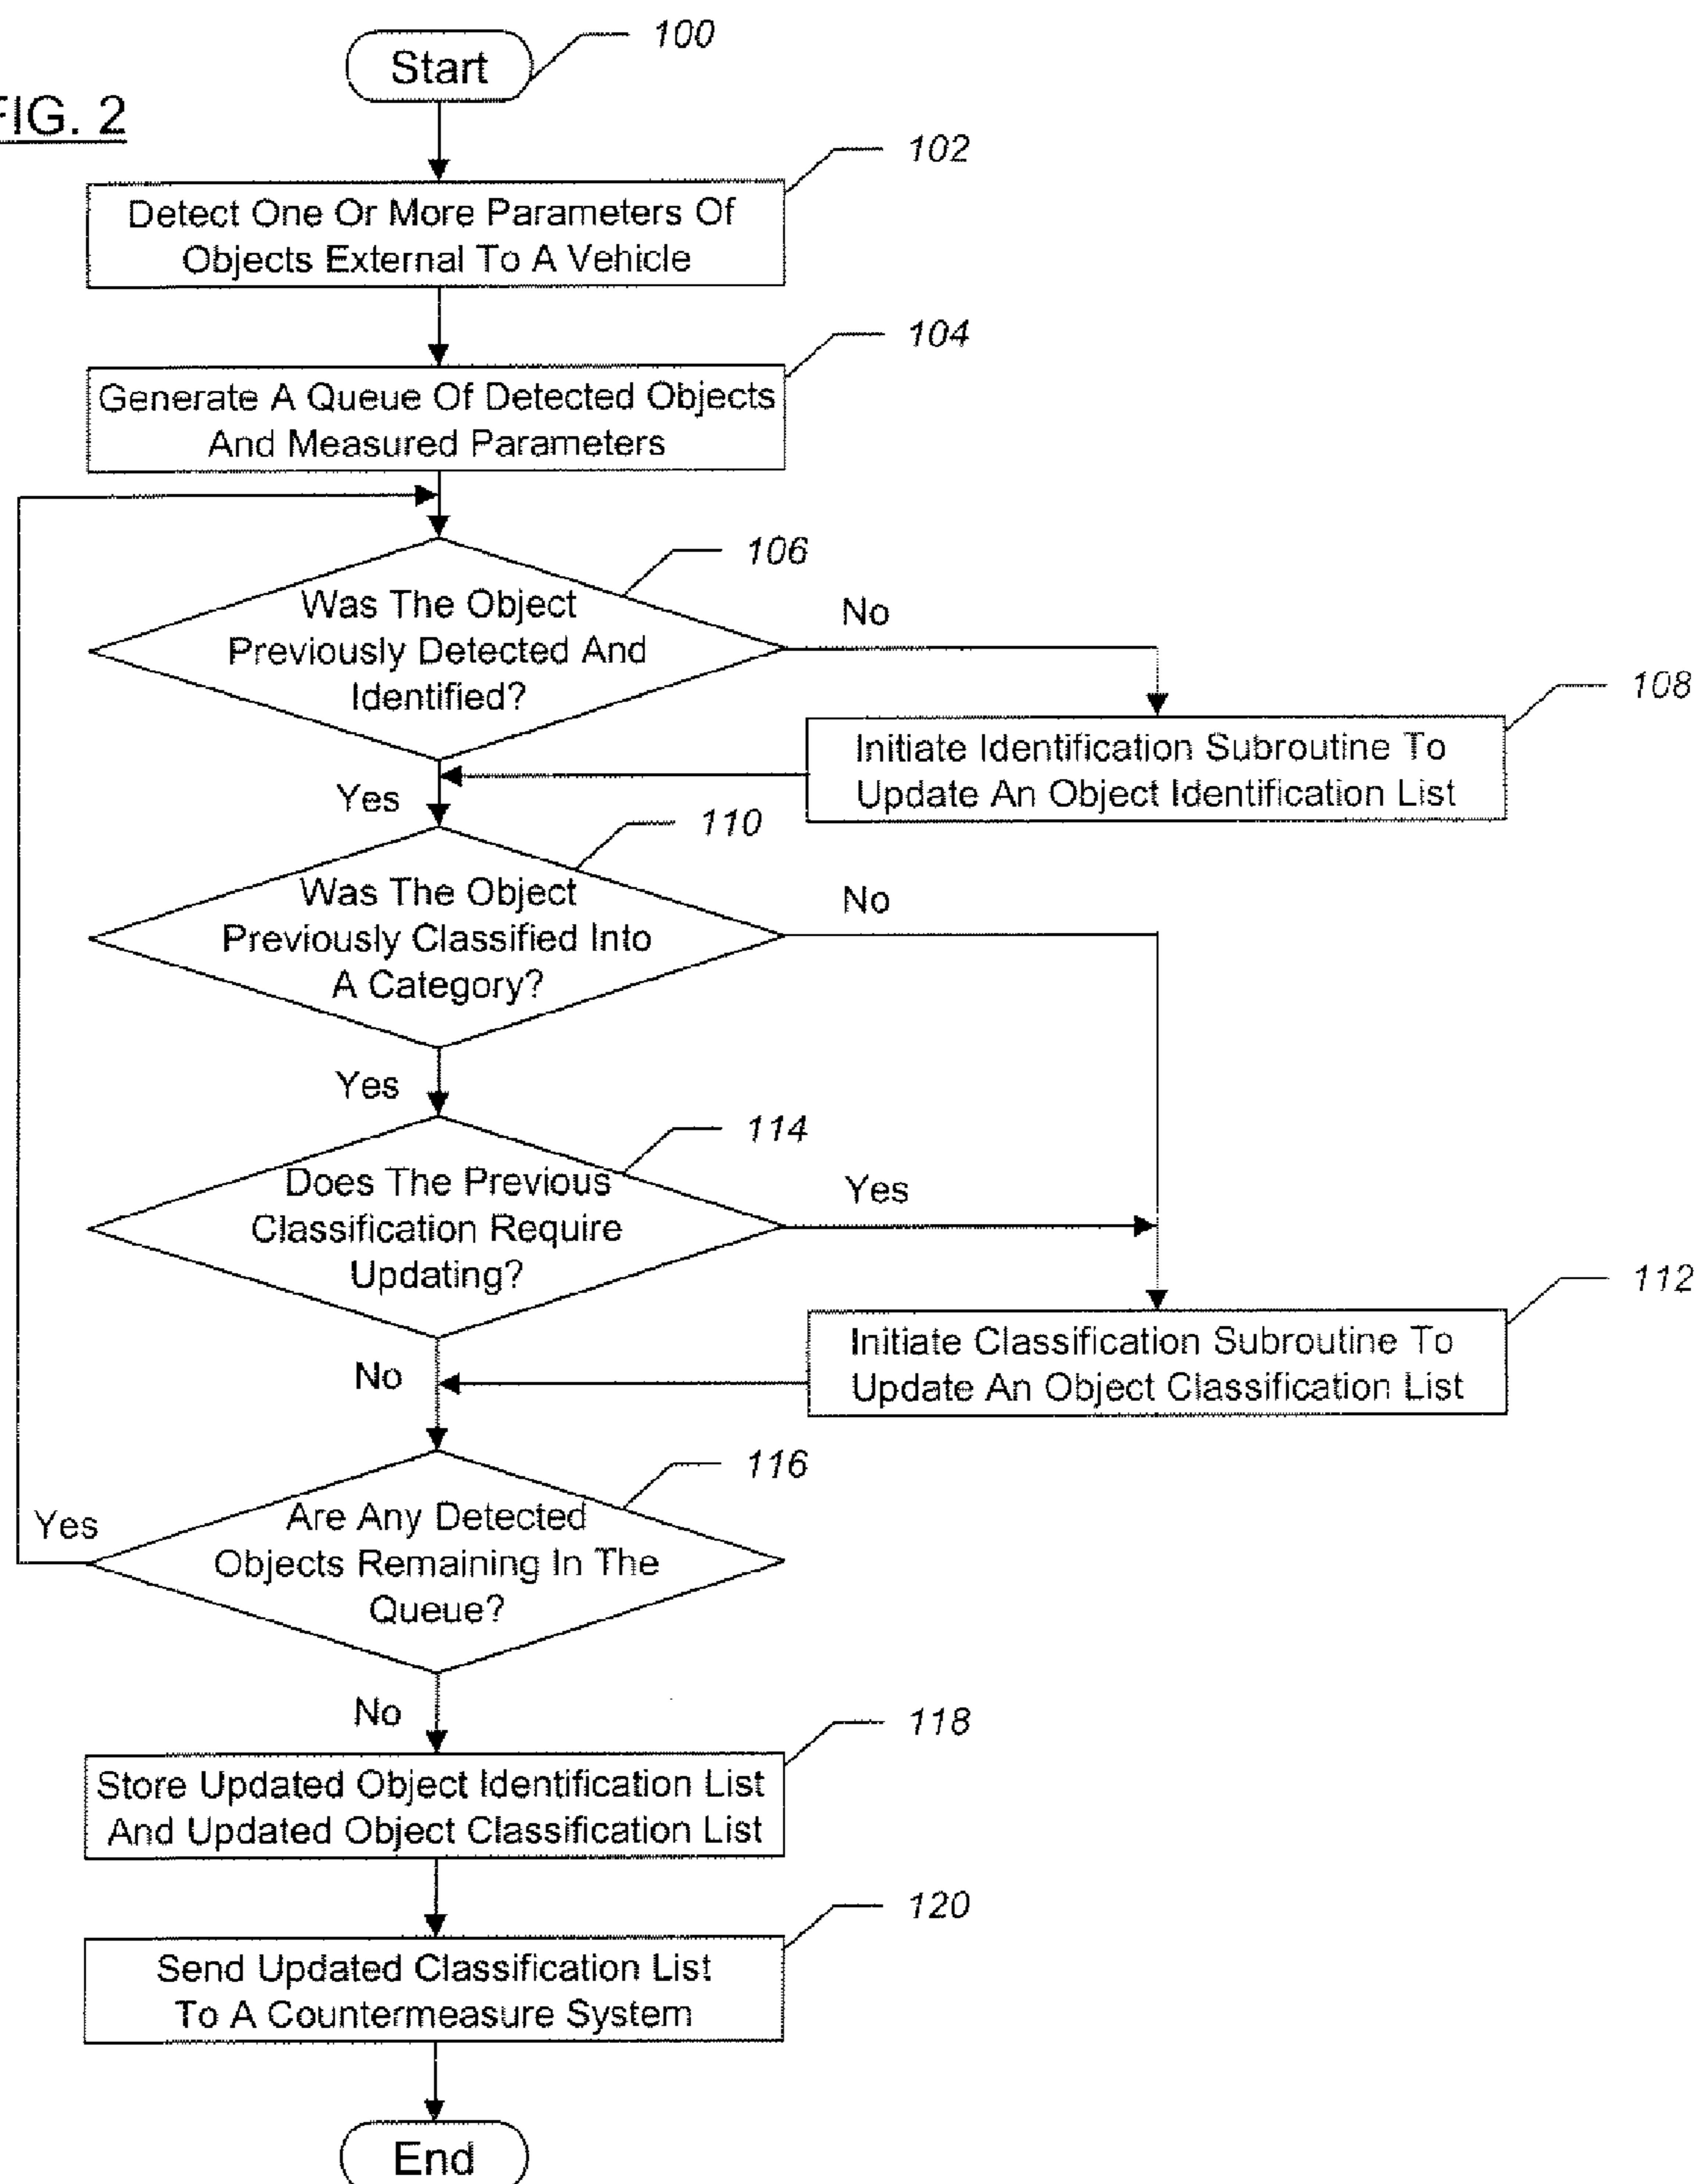 100
Start
FIG. 2
102
Detect One Or More Parameters Of
Objects External To A Vehicle
104
Generate A Queue Of Detected Objects
And Measured Parameters
106
Was The Object
Previously Detected And
Identified?
No
108
Initiate Identification Subroutine To
Update An Object Identification List
Yes
110
Was The Object
Previously Classified Into
A Category?
No
Yes
114
Does The Previous
Classification Require
Updating?
Yes
112
Initiate Classification Subroutine To
Update An Object Classification List
No
116
Are Any Detected
Objects Remaining In The
Queue?
Yes
No
118
Store Updated Object Identification List
And Updated Object Classification List
120
Send Updated Classification List
To A Countermeasure System
End